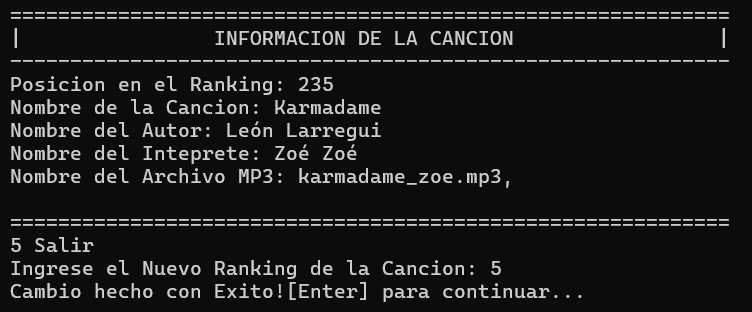 ============================================================
|                INFORMACION DE LA CANCION                 |
------------------------------------------------------------
Posicion en el Ranking: 235
Nombre de la Cancion: Karmadame
Nombre del Autor: León Larregui
Nombre del Inteprete: Zoé Zoé
Nombre del Archivo MP3: karmadame_zoe.mp3,
============================================================
5 Salir
Ingrese el Nuevo Ranking de la Cancion: 5
Cambio hecho con Exito![Enter] para continuar...